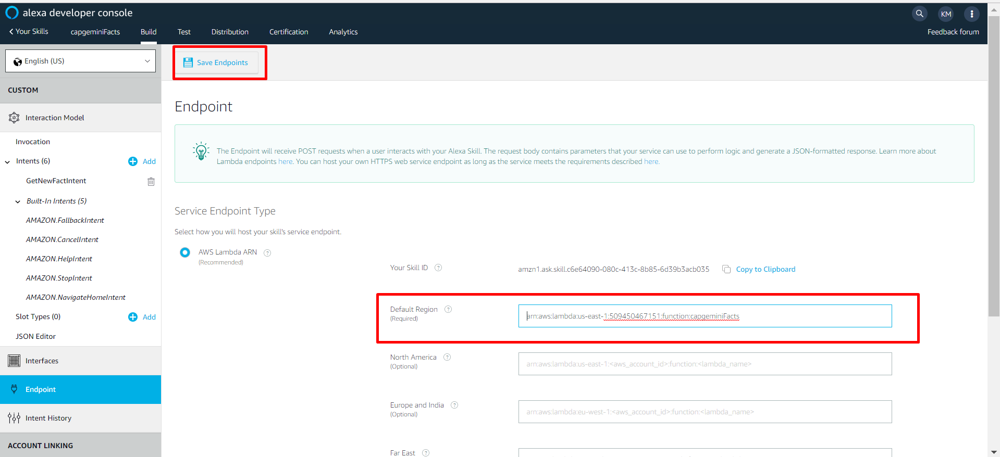 alexa developer console
KM
Your Skills
capgeminiFacts
Build
Test
Distribution
Certification
Analytics
Feedback forum
English (US)
Save Endpoints
CUSTOM
Interaction Model
Invocation
Intents (6)
Add
GetNewFactIntent
Built-In Intents (5)
AMAZON.FallbackIntent
AMAZON.CancelIntent
AMAZON.HelpIntent
AMAZON.StopIntent
AMAZON.NavigateHomeIntent
Slot Types (0)
Add
JSON Editor
Interfaces
Endpoint
Intent History
ACCOUNT LINKING
Endpoint
The Endpoint will receive POST requests when a user interacts with your Alexa Skill. The request body contains parameters that your service can use to perform logic and generate a JSON-formatted response. Learn more about
Lambda endpoints here. You can host your own HTTPS web service endpoint as long as the service meets the requirements described here.
Service Endpoint Type
Select how you will host your skill's service endpoint.
AWS Lambda ARN ?
(Recommended)
Your Skill ID ?
amzn1.ask.skill.c6e64090-080c-413c-8b85-6d39b3acb035
Copy to Clipboard
Default Region ?
(Required)
arn:aws:lambda:us-east-1:509450467151:function:capgeminiFacts
North America ?
(Optional)
arn:aws:lambda:us-east-1:<aws_account_id>:function:<lambda_name>
Europe and India ?
(Optional)
arn:aws:lambda:eu-west-1:<aws_account_id>:function:<lambda_name>
Far East ?